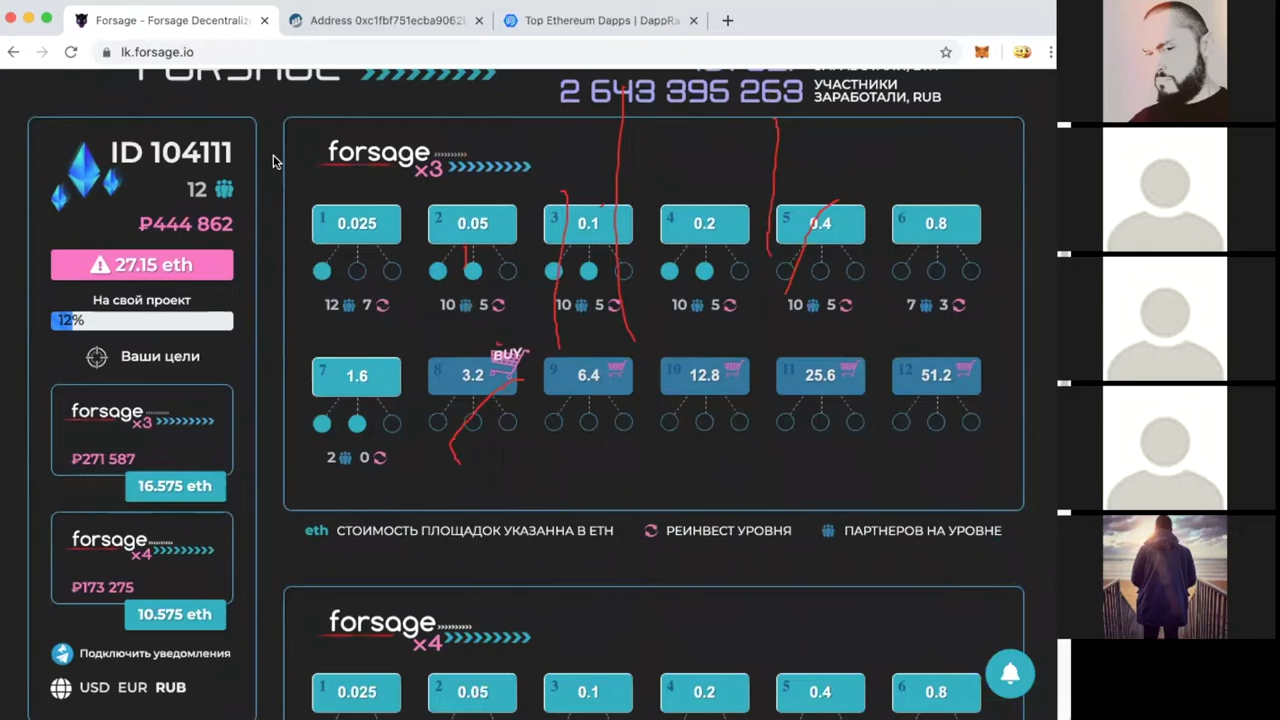 Forsage - Forsage Decentraliz
Address 0xc1fbf751ecba9062
Top Ethereum Dapps | DappRa
lk.forsage.io
FORSAGE
2 643 395 263
УЧАСТНИКИ
ЗАРАБОТАЛИ, RUB
ID 104111
12
₽444 862
27.15 eth
На свой проект
12%
Ваши цели
forsage
x3
₽271 587
16.575 eth
forsage
x4
₽173 275
10.575 eth
Подключить уведомления
USD EUR RUB
forsage
x3
1 0.025
2 0.05
3 0.1
4 0.2
5 0.4
6 0.8
12 7
10 5
10 5
10 5
10 5
7 3
BUY
7 1.6
8 3.2
9 6.4
10 12.8
11 25.6
12 51.2
2 0
eth СТОИМОСТЬ ПЛОЩАДОК УКАЗАННА В ETH
РЕИНВЕСТ УРОВНЯ
ПАРТНЕРОВ НА УРОВНЕ
forsage
x4
1 0.025
2 0.05
3 0.1
4 0.2
5 0.4
6 0.8